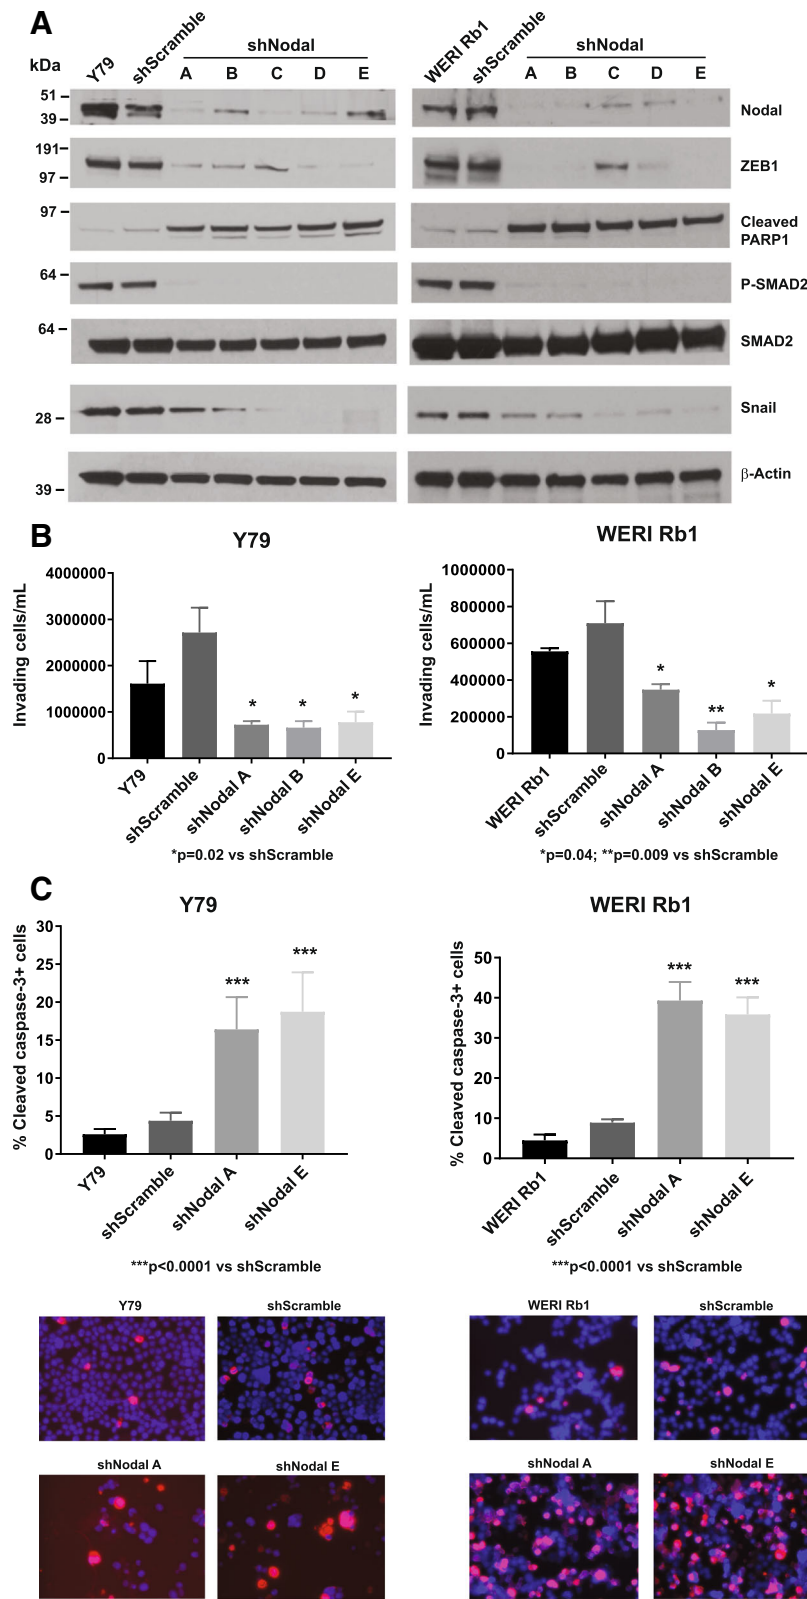 A
kDa
Y79
shScramble
shNodal
A B C D E
WERI Rb1
shScramble
shNodal
A B C D E
51
39
Nodal
191
97
ZEB1
97
Cleaved
PARP1
64
P-SMAD2
64
SMAD2
28
Snail
39
β-Actin
B
Y79
Invading cells/mL
4000000
3000000
2000000
1000000
0
* * *
Y79
shScramble
shNodal A
shNodal B
shNodal E
*p=0.02 vs shScramble
WERI Rb1
Invading cells/mL
1000000
800000
600000
400000
200000
0
* ** *
WERI Rb1
shScramble
shNodal A
shNodal B
shNodal E
*p=0.04; **p=0.009 vs shScramble
C
Y79
% Cleaved caspase-3+ cells
30
25
20
15
10
5
0
*** ***
Y79
shScramble
shNodal A
shNodal E
***p<0.0001 vs shScramble
WERI Rb1
% Cleaved caspase-3+ cells
50
40
30
20
10
0
*** ***
WERI Rb1
shScramble
shNodal A
shNodal E
***p<0.0001 vs shScramble
Y79
shScramble
WERI Rb1
shScramble
shNodal A
shNodal E
shNodal A
shNodal E